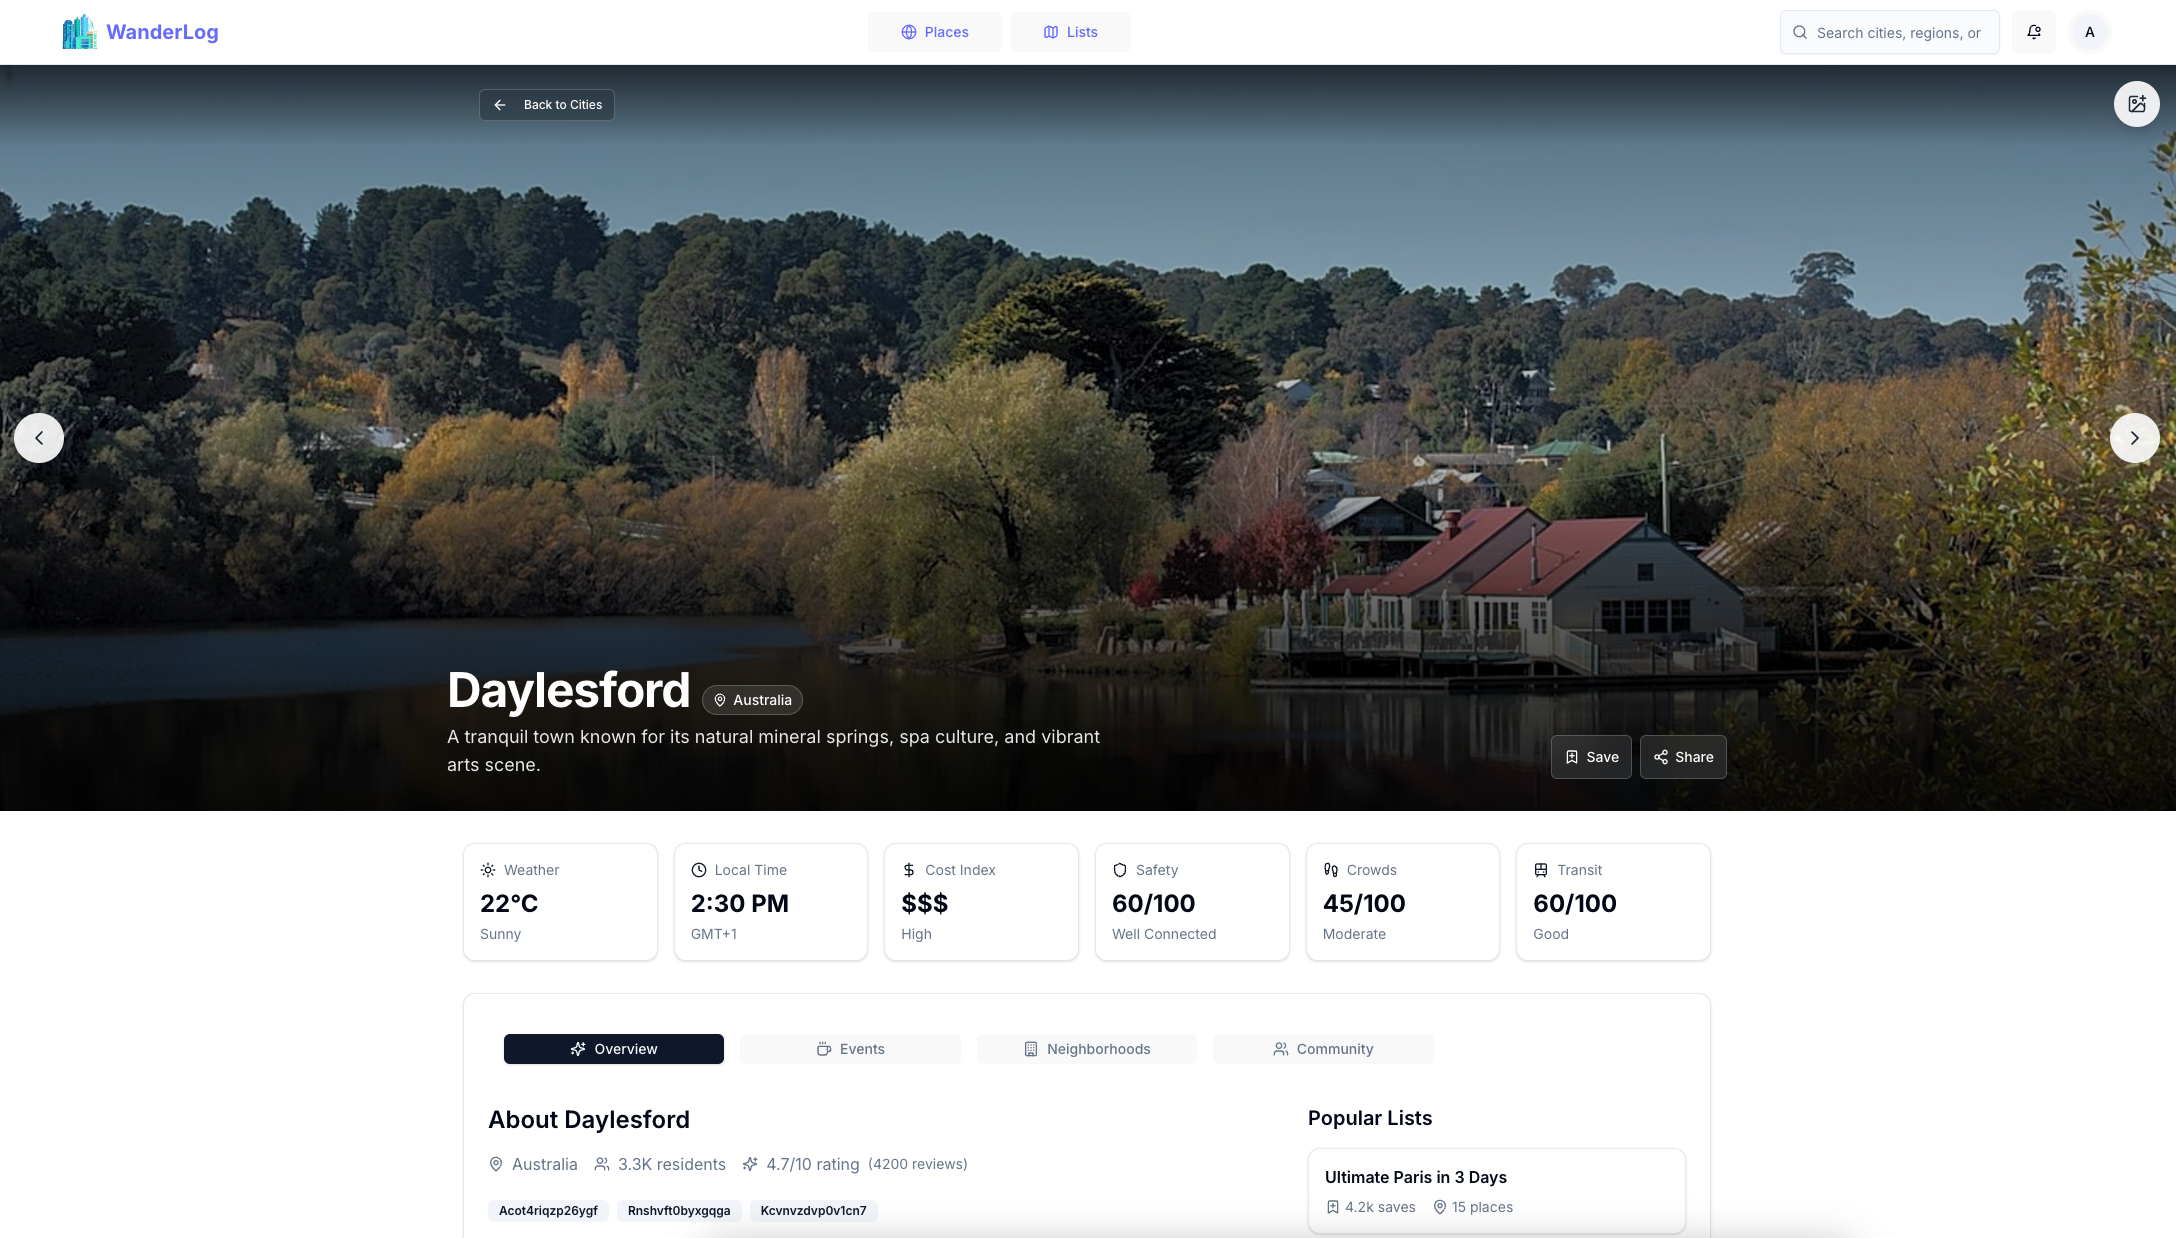 WanderLog
Places
Lists
Search cities, regions, or
A
Back to Cities
Daylesford
Australia
A tranquil town known for its natural mineral springs, spa culture, and vibrant
arts scene.
Save
Share
Weather
22°C
Sunny
Local Time
2:30 PM
GMT+1
Cost Index
$$$
High
Safety
60/100
Well Connected
Crowds
45/100
Moderate
Transit
60/100
Good
Overview
Events
Neighborhoods
Community
About Daylesford
Australia
3.3K residents
4.7/10 rating (4200 reviews)
Acot4riqzp26ygf
Rnshvft0byxgqga
Kcvnvzdvp0v1cn7
Popular Lists
Ultimate Paris in 3 Days
4.2k saves
15 places